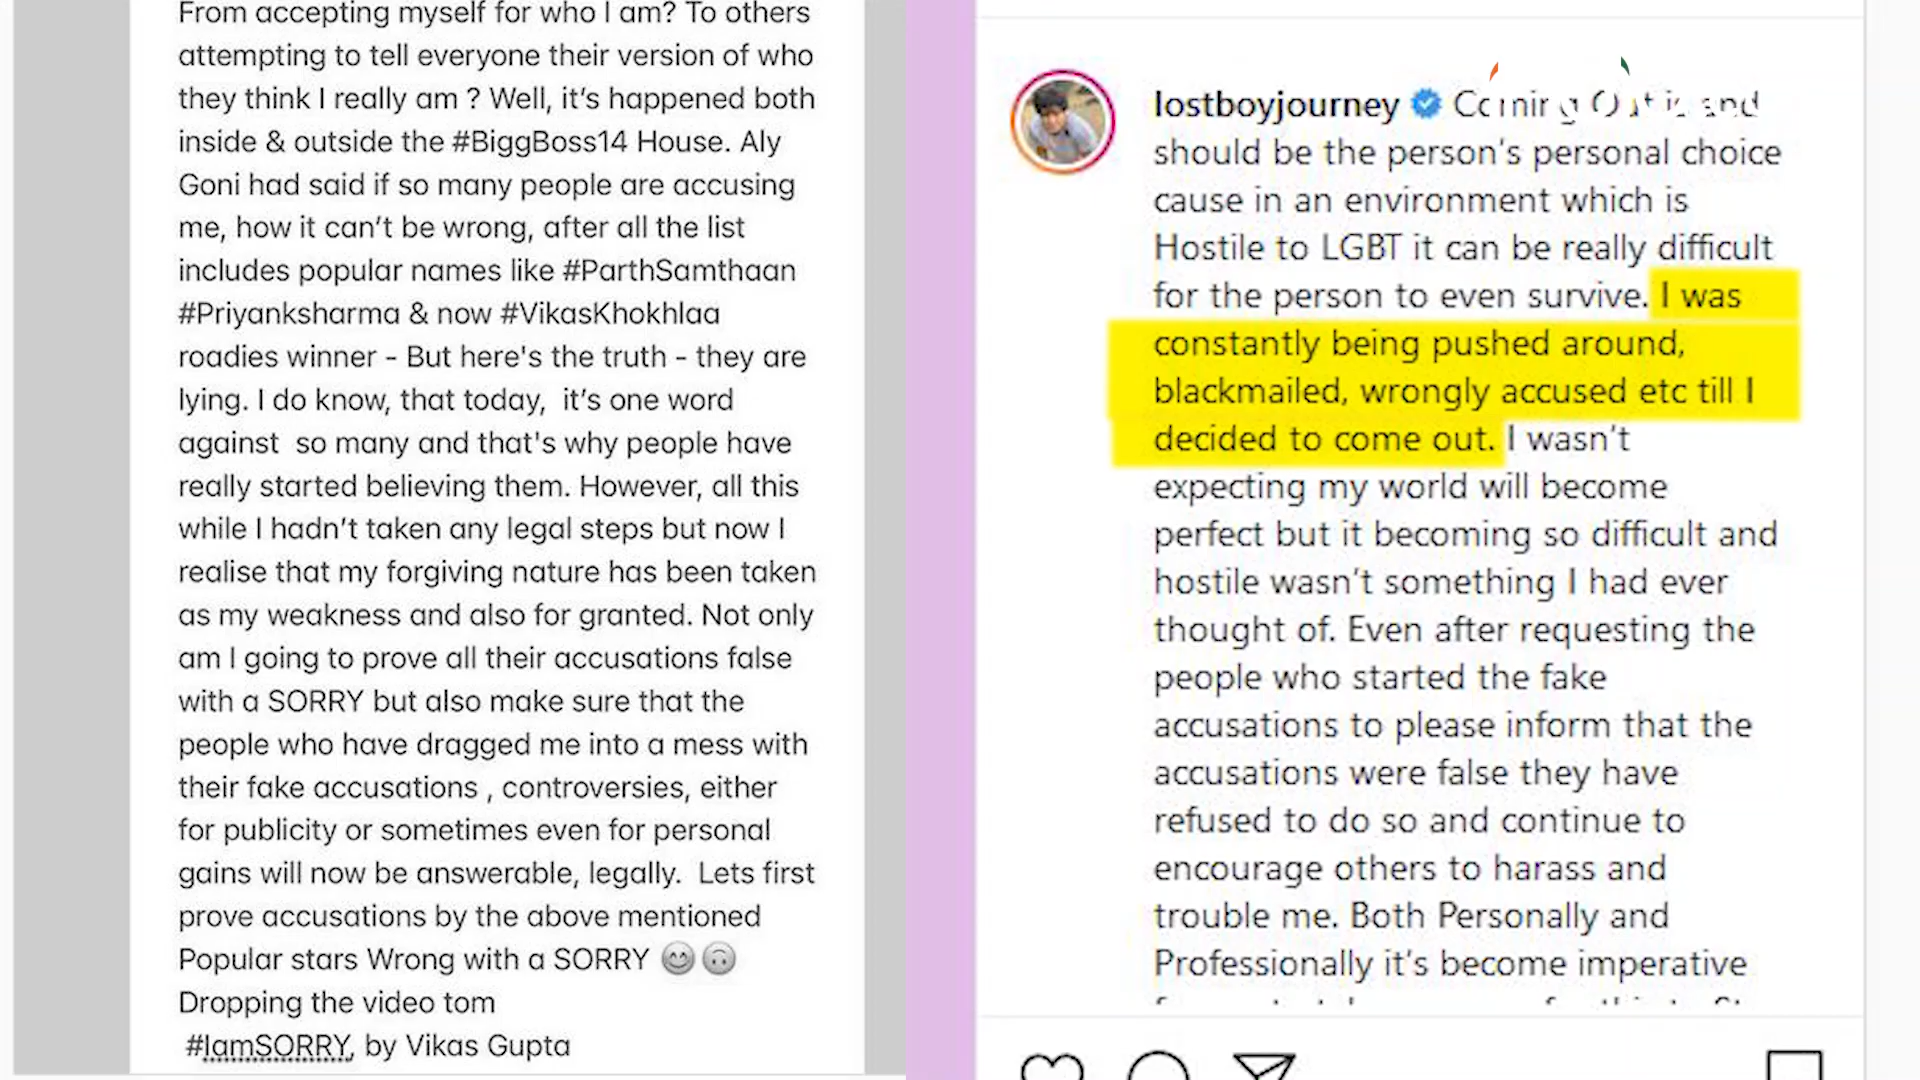 From accepting myself for who I am? To others
attempting to tell everyone their version of who
they think I really am ? Well, it's happened both
inside & outside the #BiggBoss14 House. Aly
Goni had said if so many people are accusing
me, how it can't be wrong, after all the list
includes popular names like #ParthSamthaan
#Priyanksharma & now #VikasKhokhlaa
roadies winner - But here's the truth - they are
lying. I do know, that today,  it's one word
against  so many and that's why people have
really started believing them. However, all this
while I hadn't taken any legal steps but now I
realise that my forgiving nature has been taken
as my weakness and also for granted. Not only
am I going to prove all their accusations false
with a SORRY but also make sure that the
people who have dragged me into a mess with
their fake accusations , controversies, either
for publicity or sometimes even for personal
gains will now be answerable, legally.  Lets first
prove accusations by the above mentioned
Popular stars Wrong with a SORRY 😊🙃
Dropping the video tom
#IamSORRY, by Vikas Gupta
lostboyjourney Coming Out is and
should be the person's personal choice
cause in an environment which is
Hostile to LGBT it can be really difficult
for the person to even survive. I was
constantly being pushed around,
blackmailed, wrongly accused etc till I
decided to come out. I wasn't
expecting my world will become
perfect but it becoming so difficult and
hostile wasn't something I had ever
thought of. Even after requesting the
people who started the fake
accusations to please inform that the
accusations were false they have
refused to do so and continue to
encourage others to harass and
trouble me. Both Personally and
Professionally it's become imperative